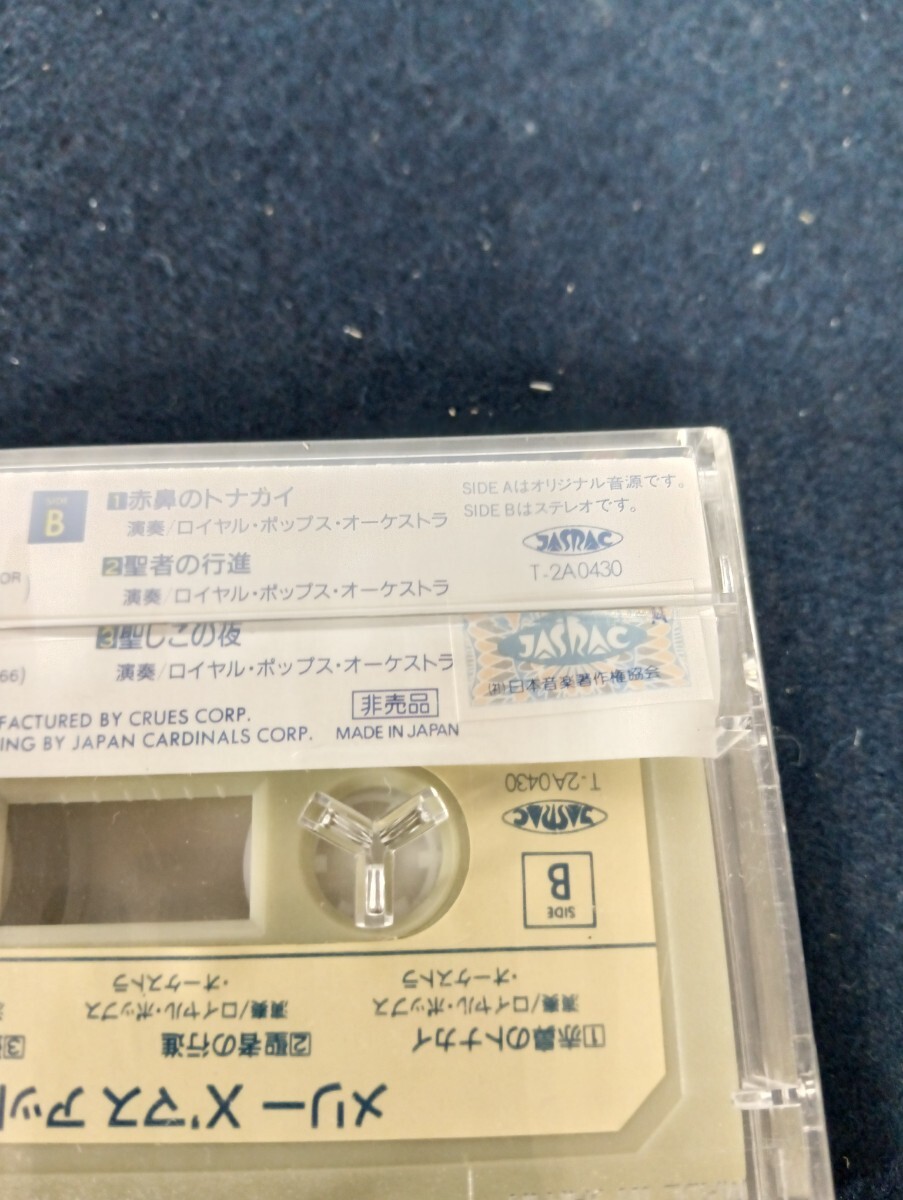 SIDE
B
1赤鼻のトナガイ
演奏/ロイヤル・ポップス・オーケストラ
2聖者の行進
演奏/ロイヤル・ポップス・オーケストラ
3聖しこの夜
演奏/ロイヤル・ポップス・オーケストラ
SIDE Aはオリジナル音源です。
SIDE Bはステレオです。
JASRAC
T-2A0430
JASRAC
(社)日本音楽著作権協会
OR)
66)
非売品
FACTURED BY CRUES CORP.
ING BY JAPAN CARDINALS CORP.
MADE IN JAPAN
T-2A0430
JASRAC
SIDE
B
1赤鼻のトナカイ
演奏/ロイヤル・ポップス
・オーケストラ
2聖者の行進
演奏/ロイヤル・ポップス
・オーケストラ
3
メリー X'マス アッ